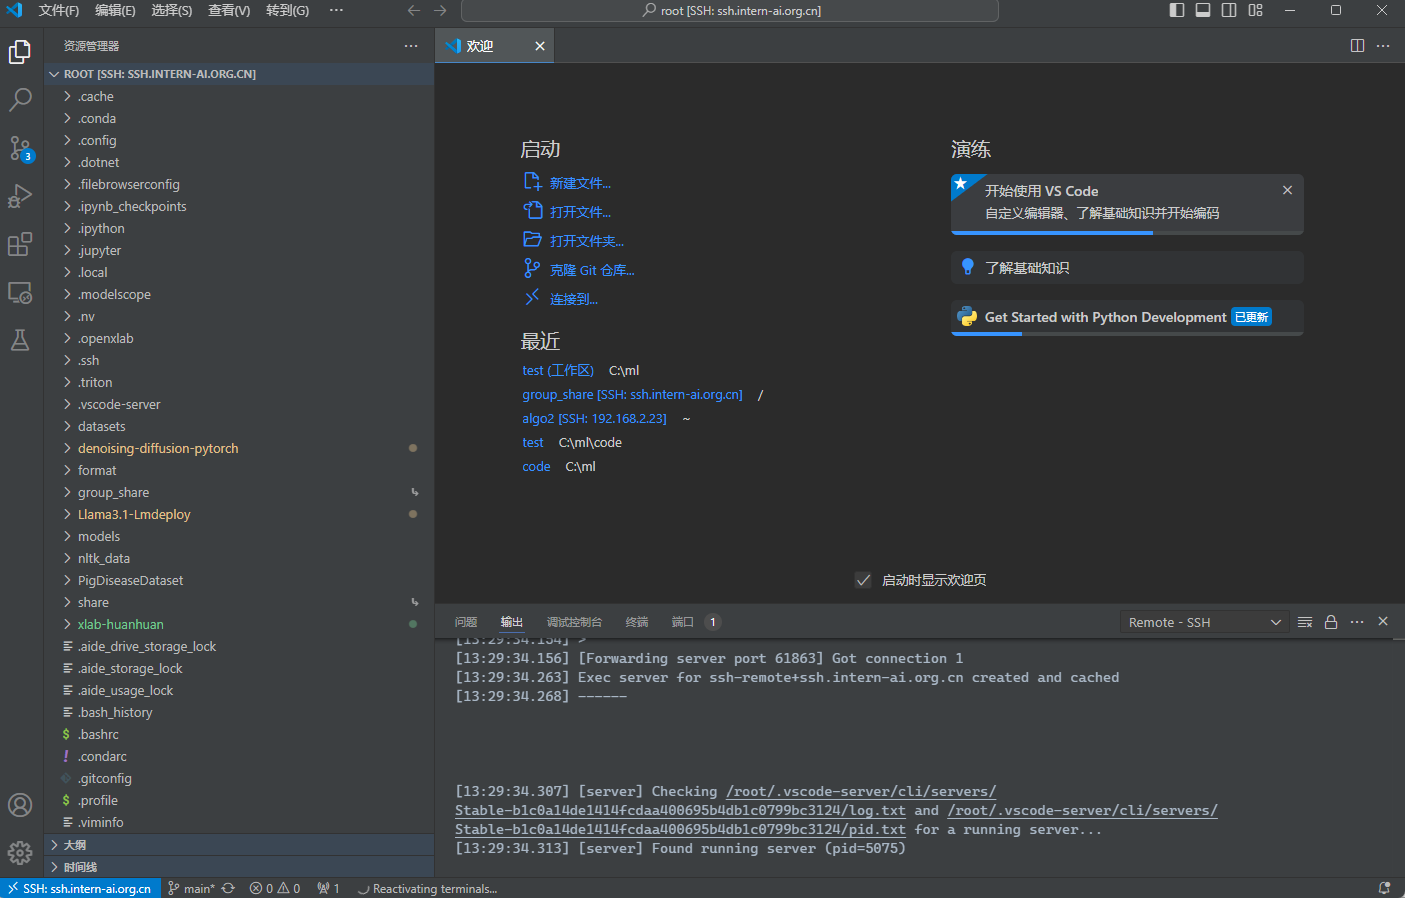 文件(F) 编辑(E) 选择(S) 查看(V) 转到(G) ··· root [SSH: ssh.intern-ai.org.cn]
资源管理器 ···
欢迎
ROOT [SSH: SSH.INTERN-AI.ORG.CN]
.cache
.conda
.config
.dotnet
.filebrowserconfig
.ipynb_checkpoints
.ipython
.jupyter
.local
.modelscope
.nv
.openxlab
.ssh
.triton
.vscode-server
datasets
denoising-diffusion-pytorch
format
group_share
Llama3.1-Lmdeploy
models
nltk_data
PigDiseaseDataset
share
xlab-huanhuan
.aide_drive_storage_lock
.aide_storage_lock
.aide_usage_lock
.bash_history
.bashrc
.condarc
.gitconfig
.profile
.viminfo
大纲
时间线
3
启动
新建文件...
打开文件...
打开文件夹...
克隆 Git 仓库...
连接到...
最近
test (工作区) C:\ml
group_share [SSH: ssh.intern-ai.org.cn] /
algo2 [SSH: 192.168.2.23] ~
test C:\ml\code
code C:\ml
演练
开始使用 VS Code
自定义编辑器、了解基础知识并开始编码
了解基础知识
Get Started with Python Development 已更新
启动时显示欢迎页
问题 输出 调试控制台 终端 端口 1 Remote - SSH
[13:29:34.154] >
[13:29:34.156] [Forwarding server port 61863] Got connection 1
[13:29:34.263] Exec server for ssh-remote+ssh.intern-ai.org.cn created and cached
[13:29:34.268] ------
[13:29:34.307] [server] Checking /root/.vscode-server/cli/servers/
Stable-b1c0a14de1414fcdaa400695b4db1c0799bc3124/log.txt and /root/.vscode-server/cli/servers/
Stable-b1c0a14de1414fcdaa400695b4db1c0799bc3124/pid.txt for a running server...
[13:29:34.313] [server] Found running server (pid=5075)
SSH: ssh.intern-ai.org.cn main* 0 0 1 Reactivating terminals...